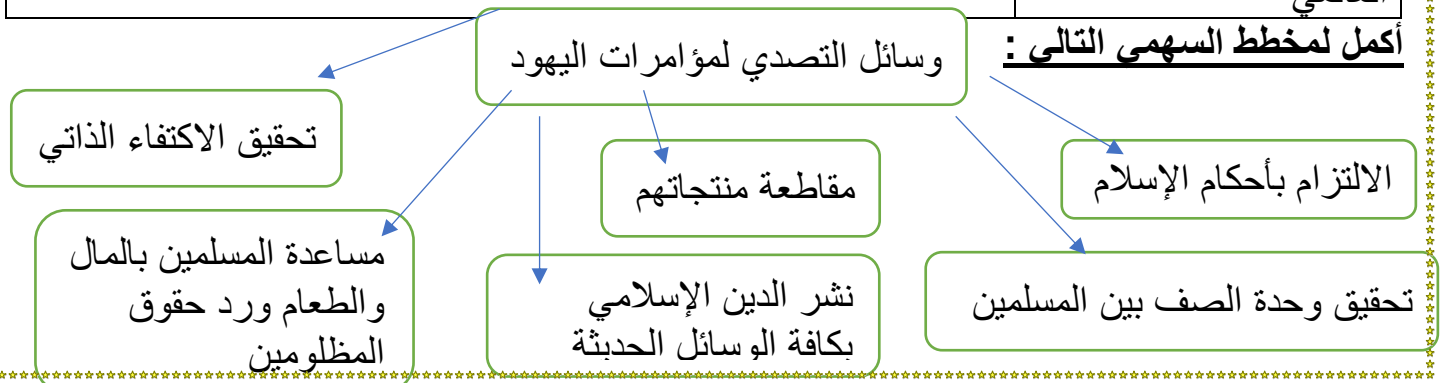 العالمي
أكمل لمخطط السهمي التالي :
وسائل التصدي لمؤامرات اليهود
الالتزام بأحكام الإسلام
مقاطعة منتجاتهم
تحقيق الاكتفاء الذاتي
تحقيق وحدة الصف بين المسلمين
نشر الدين الإسلامي
بكافة الوسائل الحديثة
مساعدة المسلمين بالمال
والطعام ورد حقوق
المظلومين